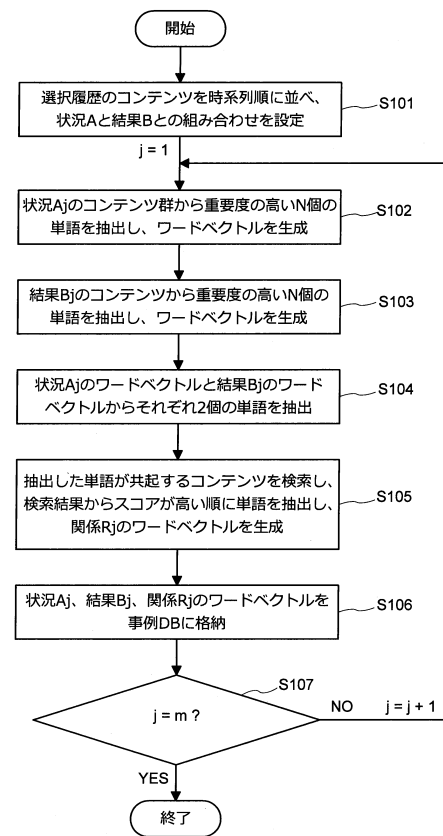 開始
選択履歴のコンテンツを時系列順に並べ、
状況Aと結果Bとの組み合わせを設定
S101
j = 1
状況Ajのコンテンツ群から重要度の高いN個の
単語を抽出し、ワードベクトルを生成
S102
結果Bjのコンテンツから重要度の高いN個の
単語を抽出し、ワードベクトルを生成
S103
状況Ajのワードベクトルと結果Bjのワード
ベクトルからそれぞれ2個の単語を抽出
S104
抽出した単語が共起するコンテンツを検索し、
検索結果からスコアが高い順に単語を抽出し、
関係Rjのワードベクトルを生成
S105
状況Aj、結果Bj、関係Rjのワードベクトルを
事例DBに格納
S106
S107
j = m ?
NO
j = j + 1
YES
終了